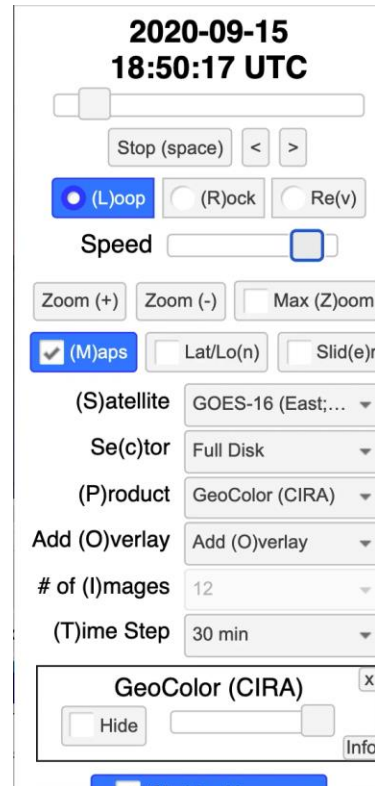 2020-09-15
18:50:17 UTC
Stop (space) < >
(L)oop (R)ock Re(v)
Speed
Zoom (+) Zoom (-) Max (Z)oom
(M)aps Lat/Lo(n) Slid(e)r
(S)atellite GOES-16 (East;...
Se(c)tor Full Disk
(P)roduct GeoColor (CIRA)
Add (O)verlay Add (O)verlay
# of (I)mages 12
(T)ime Step 30 min
GeoColor (CIRA) x
Hide
Info